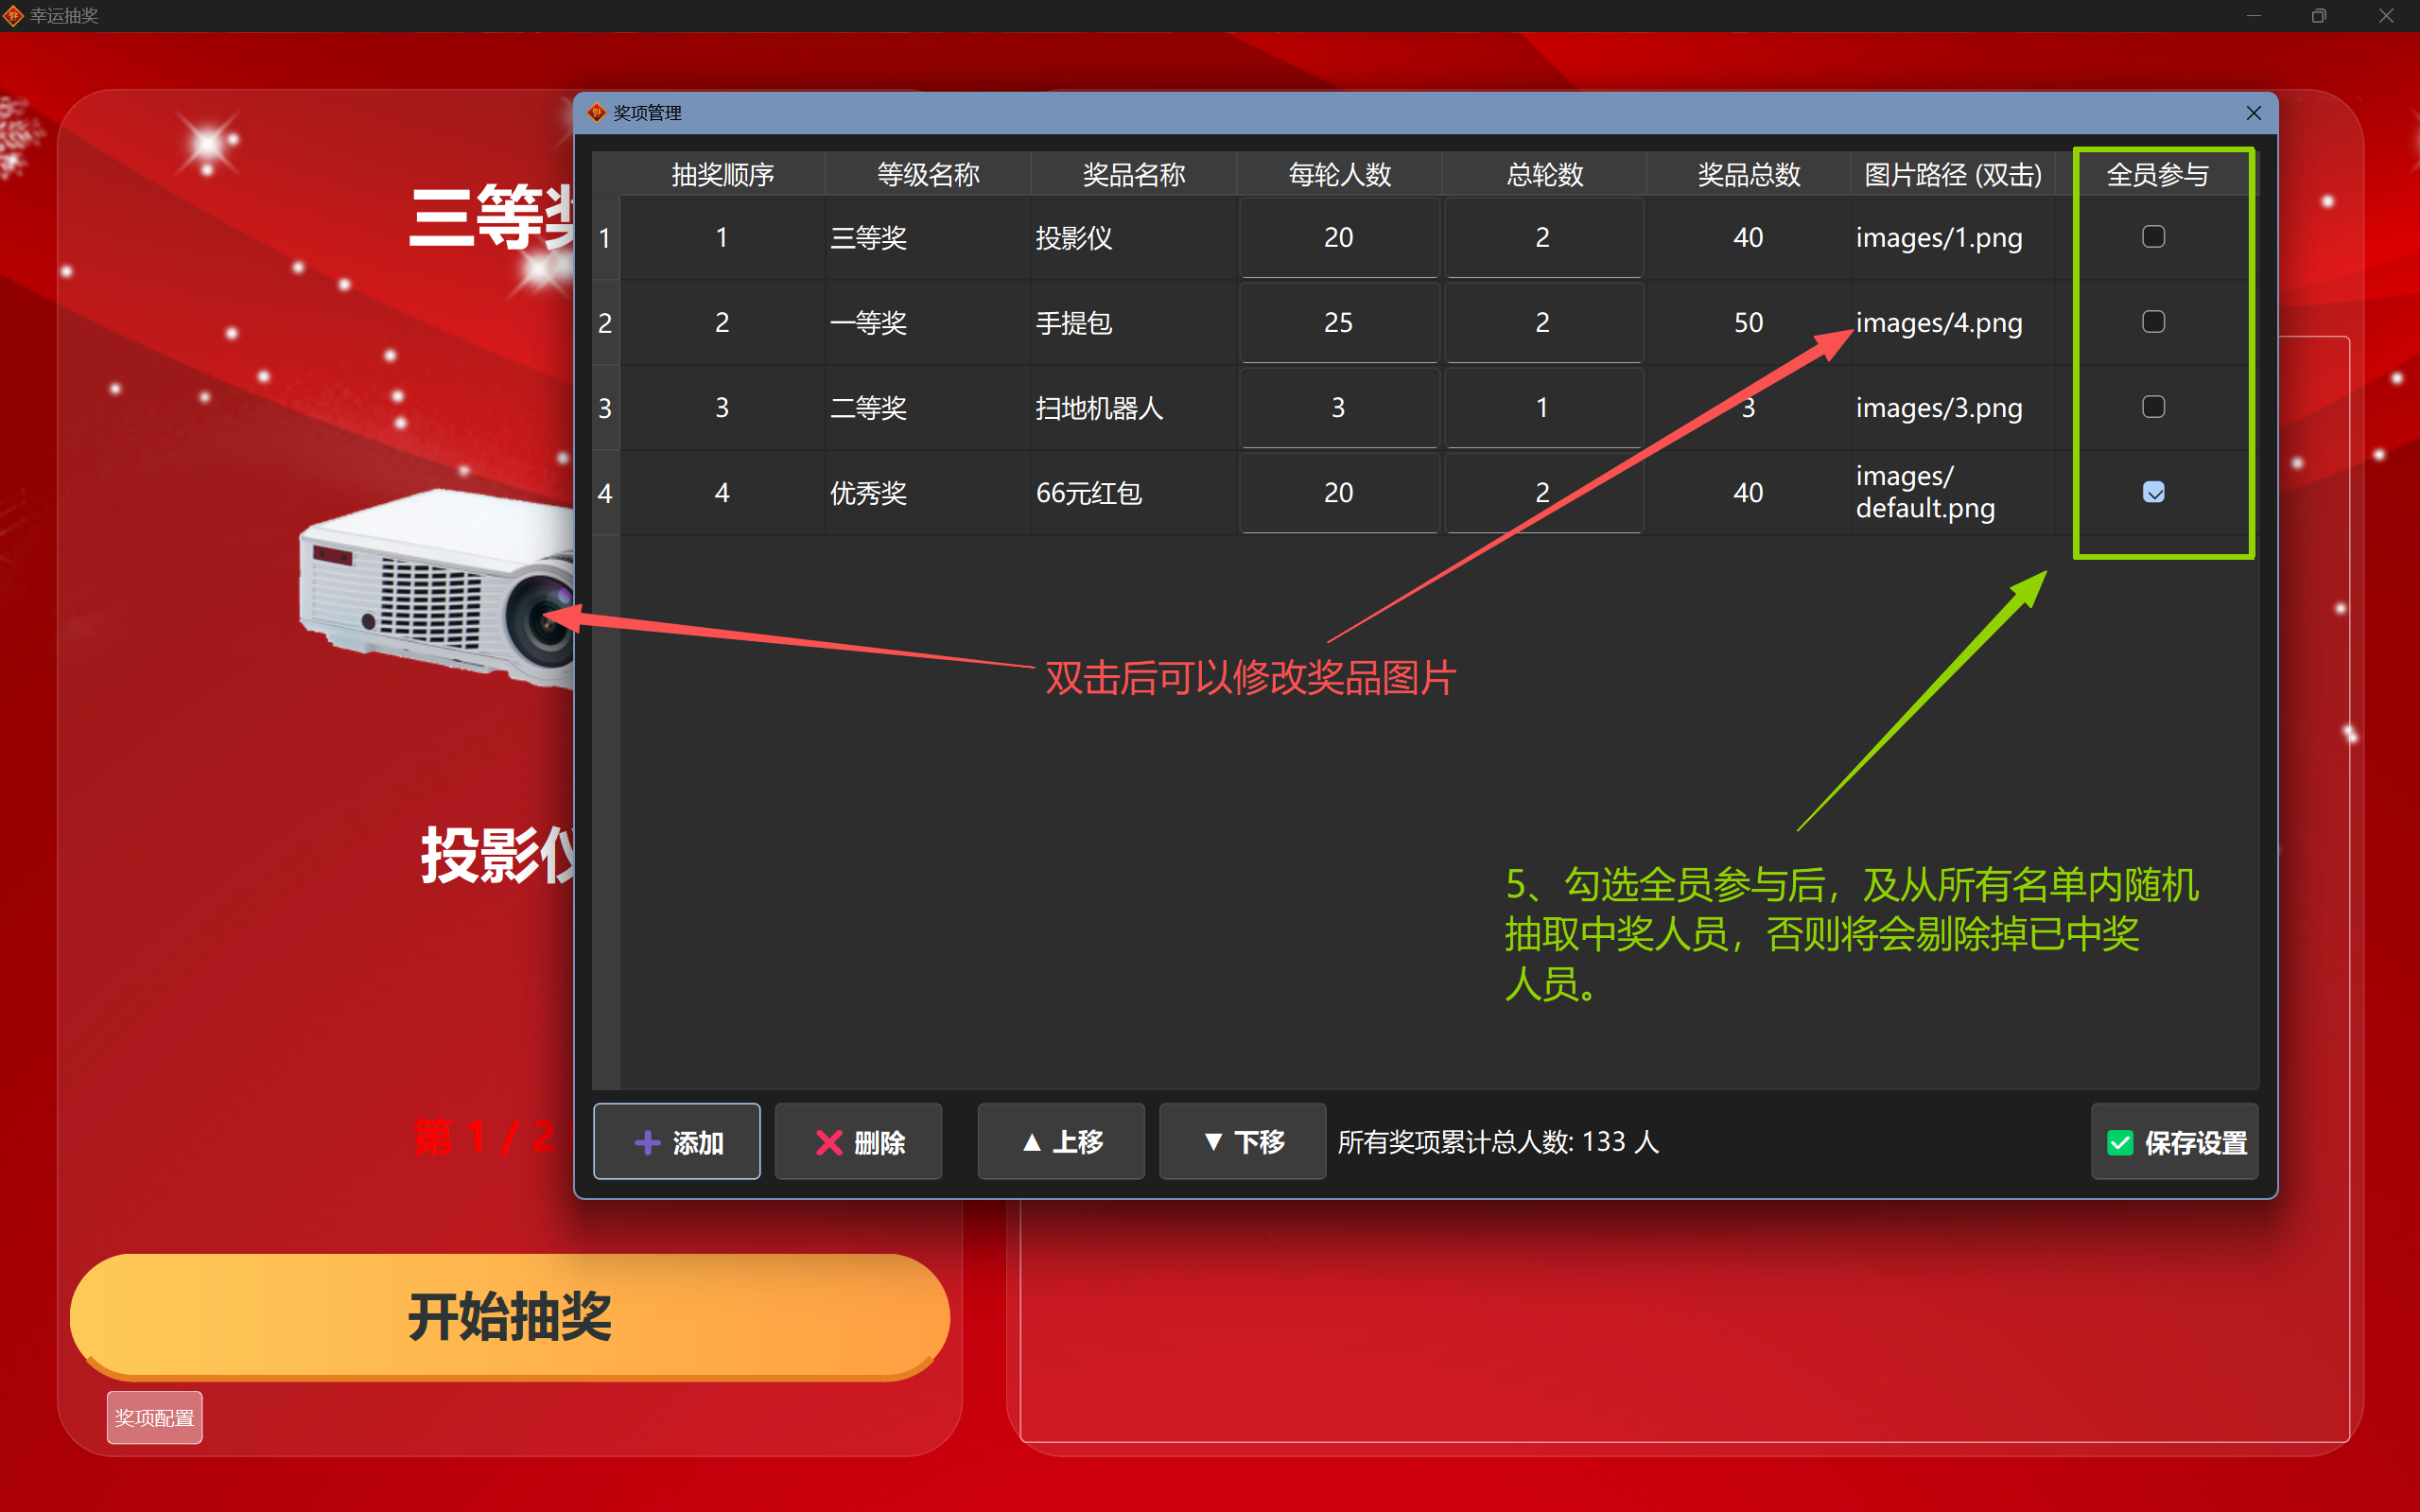 幸运抽奖
三等奖
投影仪
第 1 / 2
开始抽奖
奖项配置
奖项管理
抽奖顺序 等级名称 奖品名称 每轮人数 总轮数 奖品总数 图片路径 (双击) 全员参与
1 1 三等奖 投影仪 20 2 40 images/1.png
2 2 一等奖 手提包 25 2 50 images/4.png
3 3 二等奖 扫地机器人 3 1 3 images/3.png
4 4 优秀奖 66元红包 20 2 40 images/
default.png
双击后可以修改奖品图片
5、勾选全员参与后，及从所有名单内随机
抽取中奖人员，否则将会剔除掉已中奖
人员。
添加 删除 ▲ 上移 ▼ 下移 所有奖项累计总人数: 133 人 保存设置